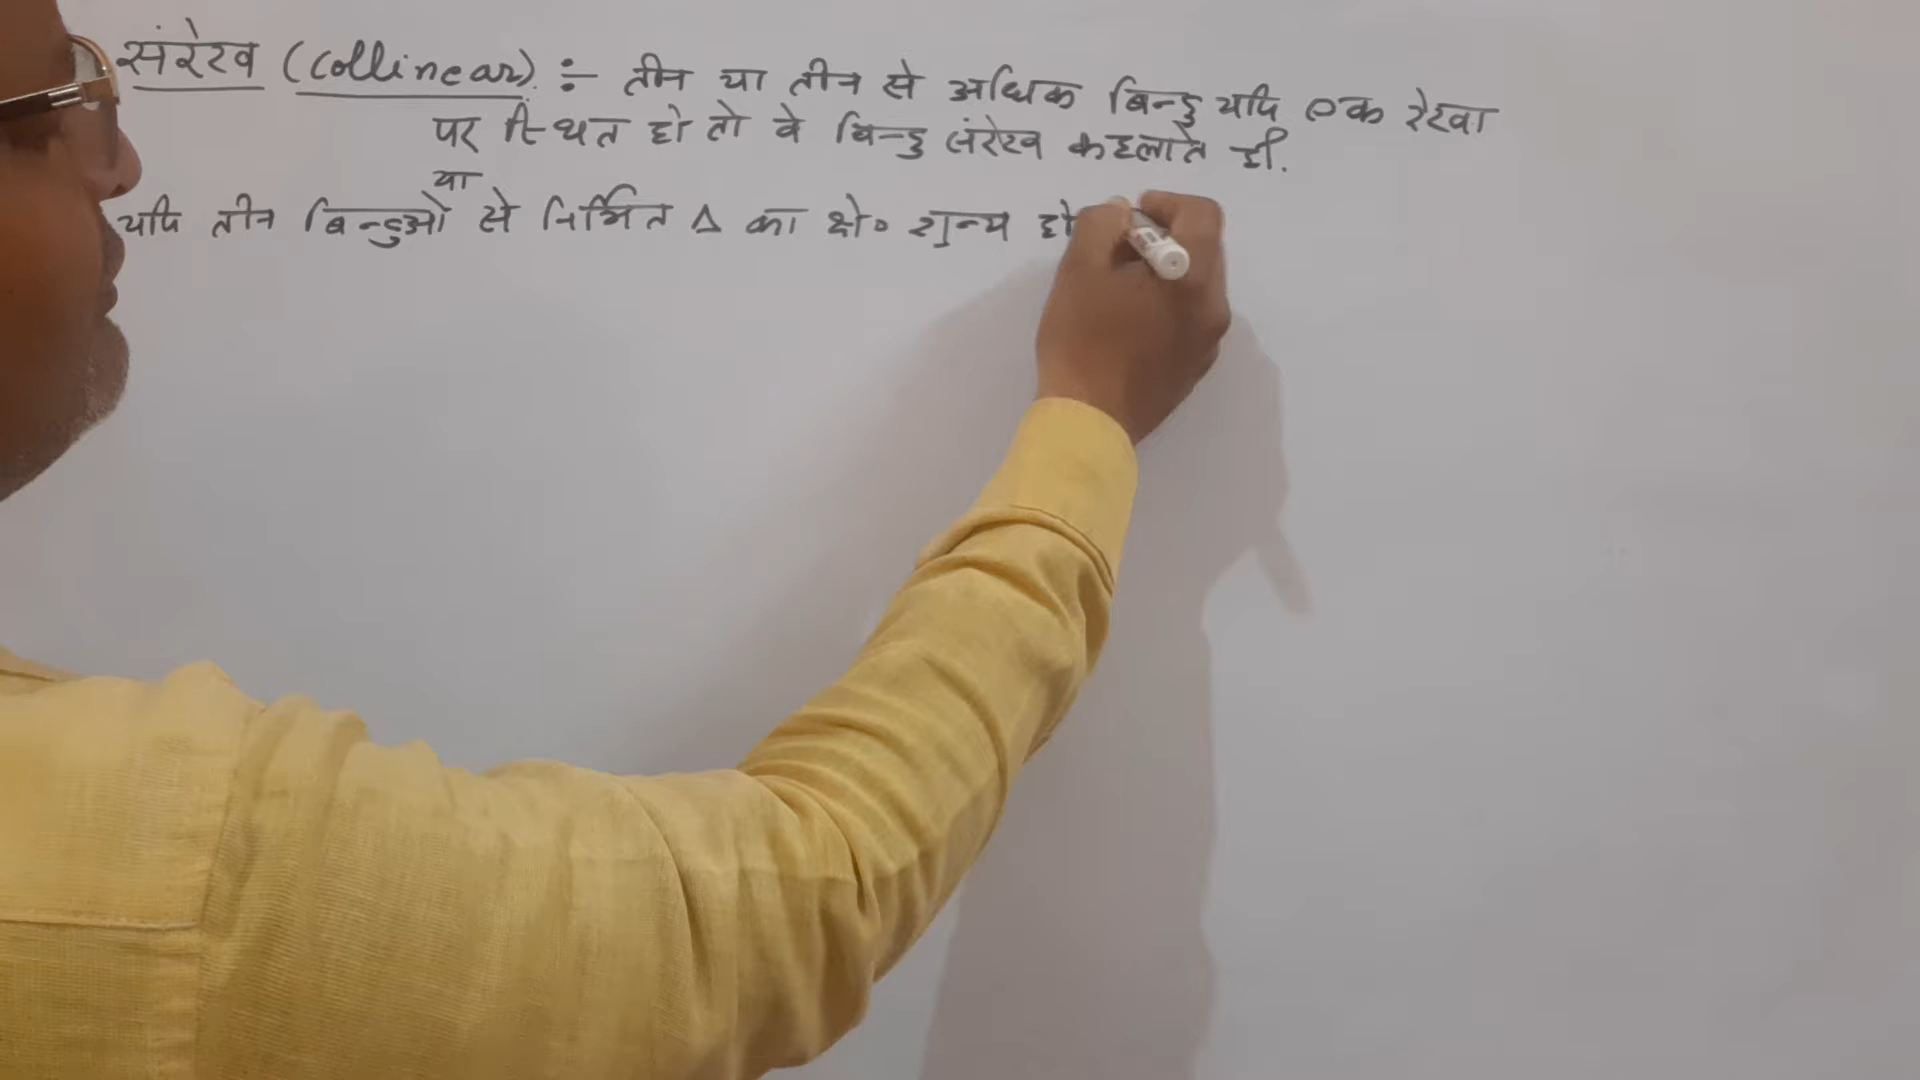 संरेख (Collinear) :- तीन या तीन से अधिक बिन्दु यदि एक रेखा
पर स्थित हो तो वे बिन्दु संरेख कहलाते हैं.
या
यदि तीन बिन्दुओं से निर्मित Δ का क्षे० शुन्य हो